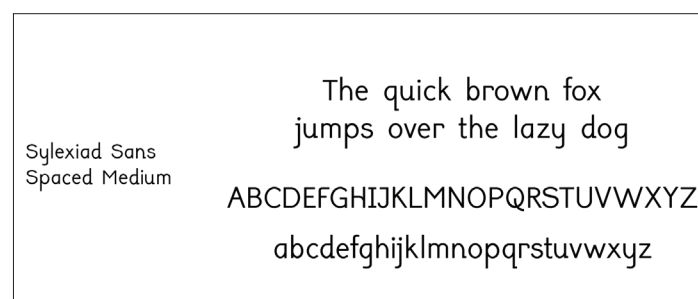 Sylexiad Sans
Spaced Medium
The quick brown fox
jumps over the lazy dog
ABCDEFGHIJKLMNOPQRSTUVWXYZ
abcdefghijklmnopqrstuvwxyz